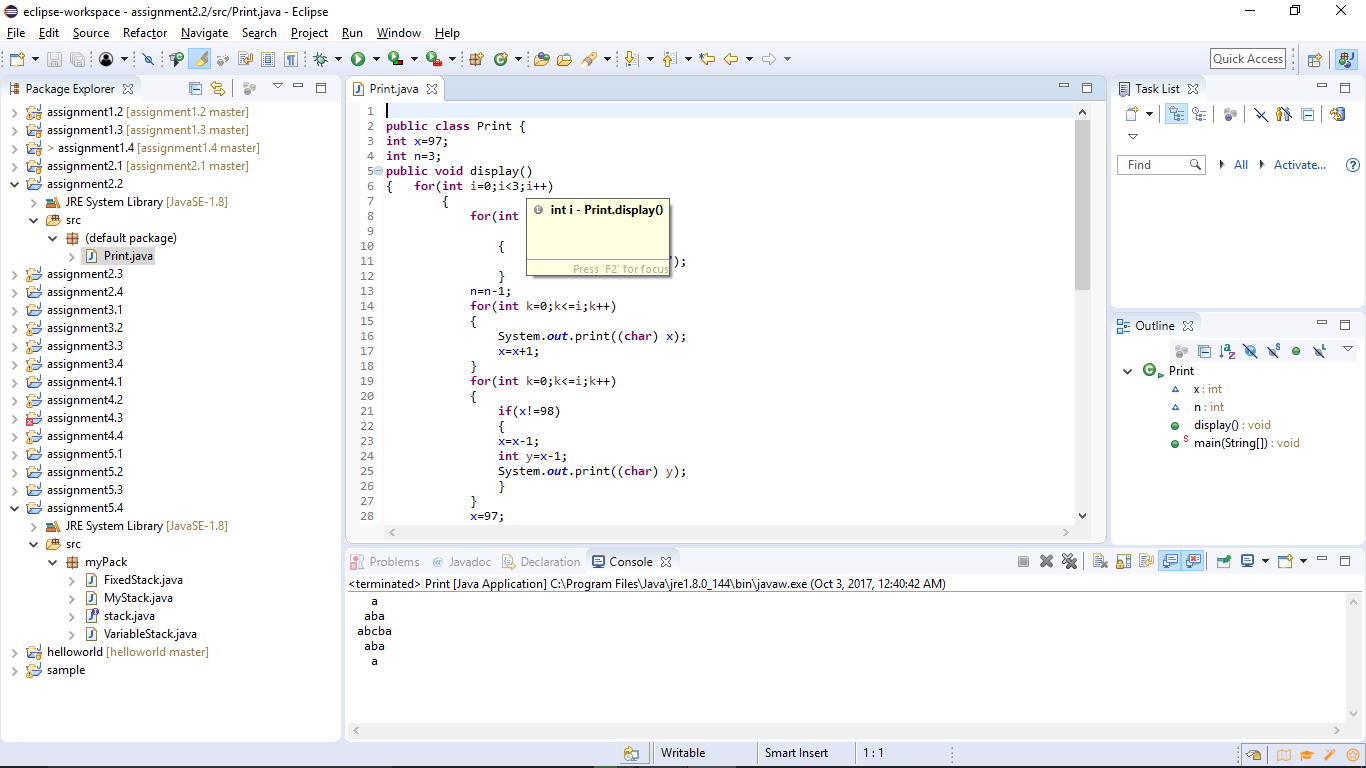 eclipse-workspace - assignment2.2/src/Print.java - Eclipse
File Edit Source Refactor Navigate Search Project Run Window Help
Quick Access
Package Explorer
assignment1.2 [assignment1.2 master]
assignment1.3 [assignment1.3 master]
> assignment1.4 [assignment1.4 master]
assignment2.1 [assignment2.1 master]
assignment2.2
JRE System Library [JavaSE-1.8]
src
(default package)
Print.java
assignment2.3
assignment2.4
assignment3.1
assignment3.2
assignment3.3
assignment3.4
assignment4.1
assignment4.2
assignment4.3
assignment4.4
assignment5.1
assignment5.2
assignment5.3
assignment5.4
JRE System Library [JavaSE-1.8]
src
myPack
FixedStack.java
MyStack.java
stack.java
VariableStack.java
helloworld [helloworld master]
sample
Print.java
1
2 public class Print {
3 int x=97;
4 int n=3;
5 public void display()
6 {   for(int i=0;i<3;i++)
7 {
8 for(int
9
10 {
11 );
12 }
13 n=n-1;
14 for(int k=0;k<=i;k++)
15 {
16 System.out.print((char) x);
17 x=x+1;
18 }
19 for(int k=0;k<=i;k++)
20 {
21 if(x!=98)
22 {
23 x=x-1;
24 int y=x-1;
25 System.out.print((char) y);
26 }
27 }
28 x=97;
int i - Print.display()
Press 'F2' for focus
Problems @ Javadoc Declaration Console
<terminated> Print [Java Application] C:\Program Files\Java\jre1.8.0_144\bin\javaw.exe (Oct 3, 2017, 12:40:42 AM)
a
aba
abcba
aba
a
Task List
Find All Activate...
Outline
Print
x : int
n : int
display() : void
main(String[]) : void
Writable Smart Insert 1 : 1